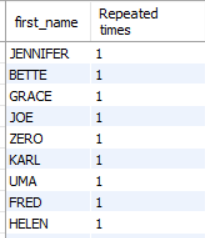 first_name Repeated times
JENNIFER 1
BETTE 1
GRACE 1
JOE 1
ZERO 1
KARL 1
UMA 1
FRED 1
HELEN 1